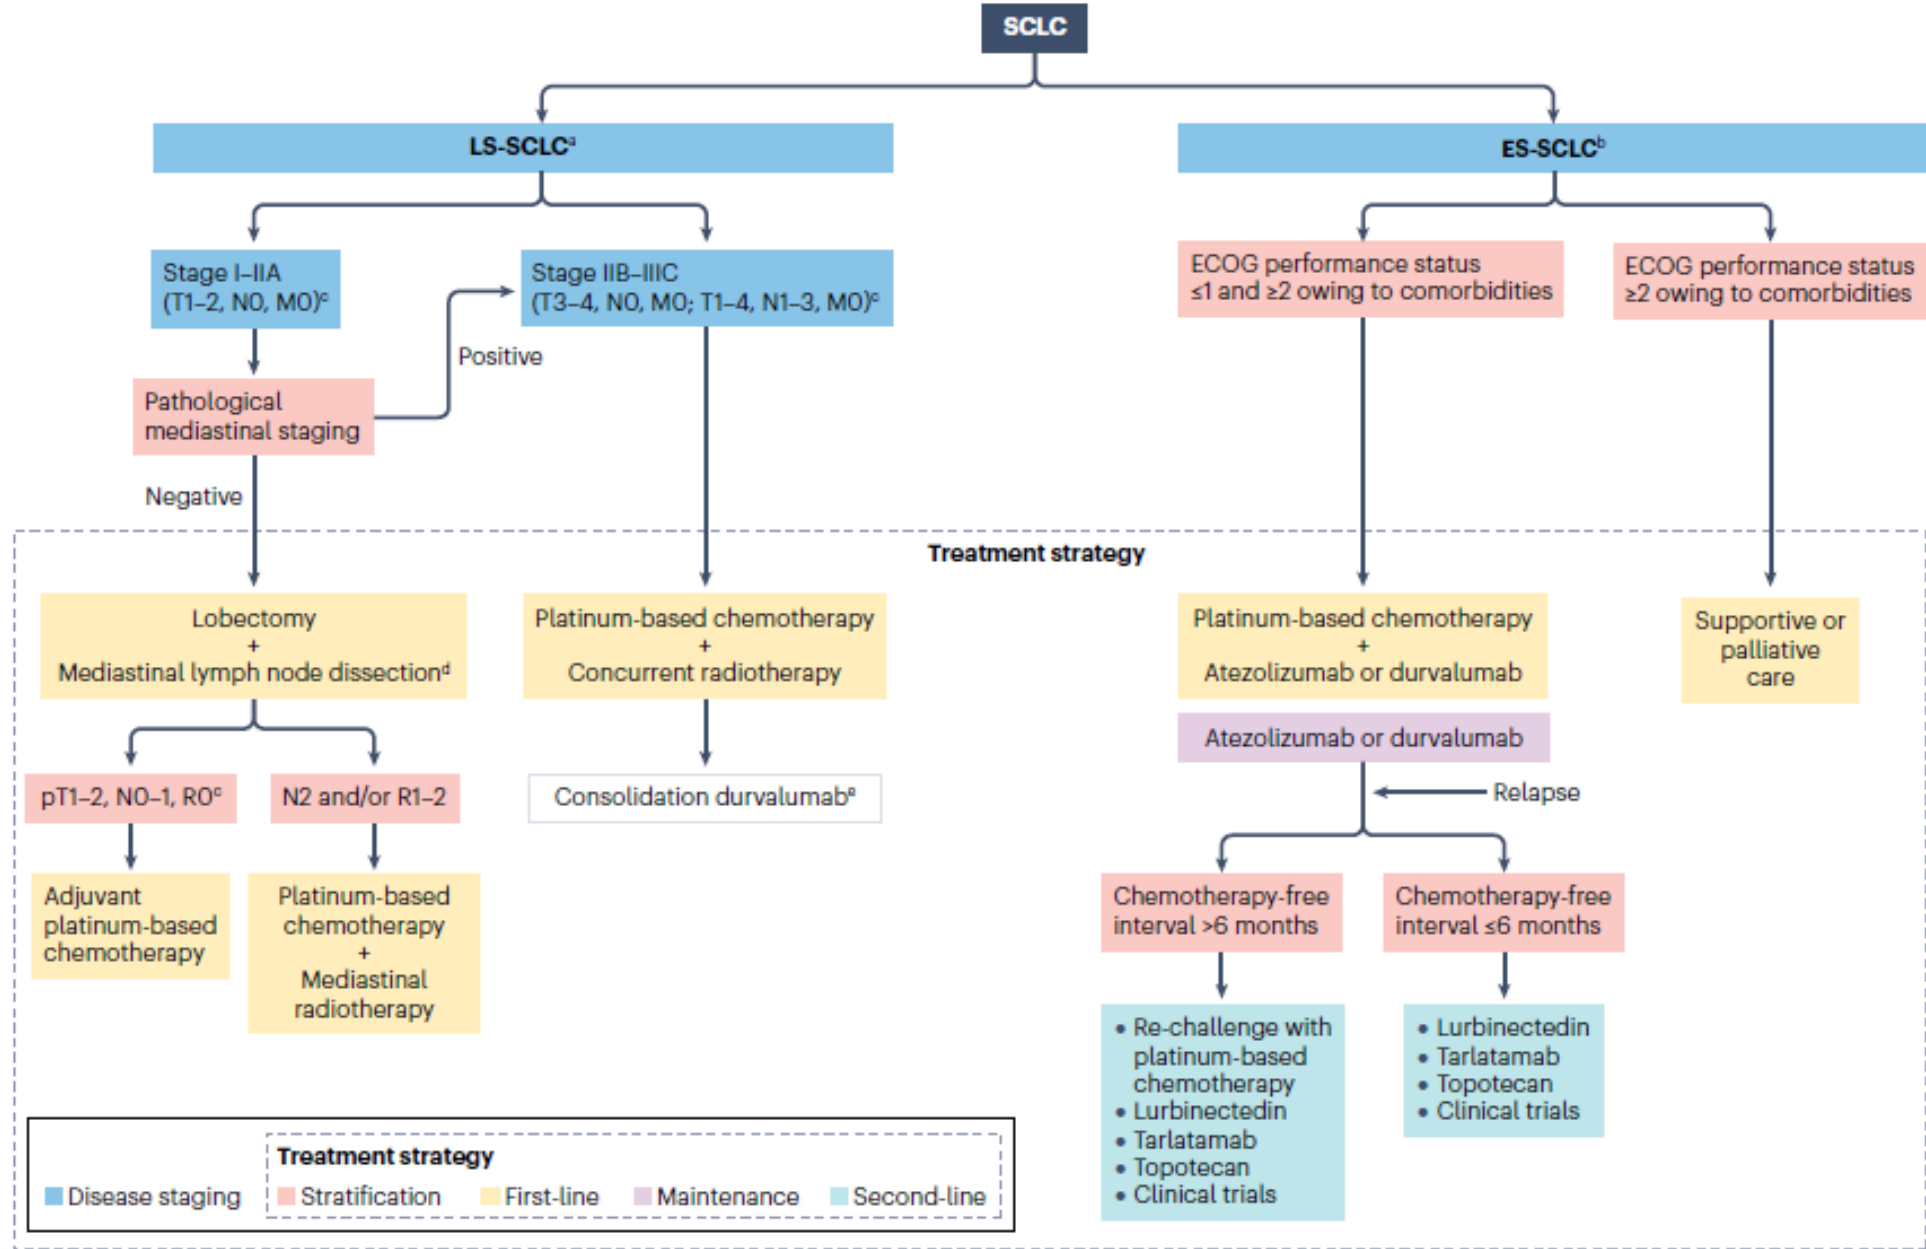 SCLC
LS-SCLCᵃ
ES-SCLCᵇ
Stage I–IIA
(T1–2, N0, M0)ᶜ
Stage IIB–IIIC
(T3–4, N0, M0; T1–4, N1–3, M0)ᶜ
ECOG performance status
≤1 and ≥2 owing to comorbidities
ECOG performance status
≥2 owing to comorbidities
Positive
Pathological
mediastinal staging
Negative
Treatment strategy
Lobectomy
+
Mediastinal lymph node dissectionᵈ
Platinum-based chemotherapy
+
Concurrent radiotherapy
Platinum-based chemotherapy
+
Atezolizumab or durvalumab
Supportive or
palliative
care
Atezolizumab or durvalumab
pT1–2, N0–1, R0ᶜ
N2 and/or R1–2
Consolidation durvalumabᵉ
Relapse
Adjuvant
platinum-based
chemotherapy
Platinum-based
chemotherapy
+
Mediastinal
radiotherapy
Chemotherapy-free
interval >6 months
Chemotherapy-free
interval ≤6 months
• Re-challenge with
platinum-based
chemotherapy
• Lurbinectedin
• Tarlatamab
• Topotecan
• Clinical trials
• Lurbinectedin
• Tarlatamab
• Topotecan
• Clinical trials
Treatment strategy
Disease staging
Stratification
First-line
Maintenance
Second-line